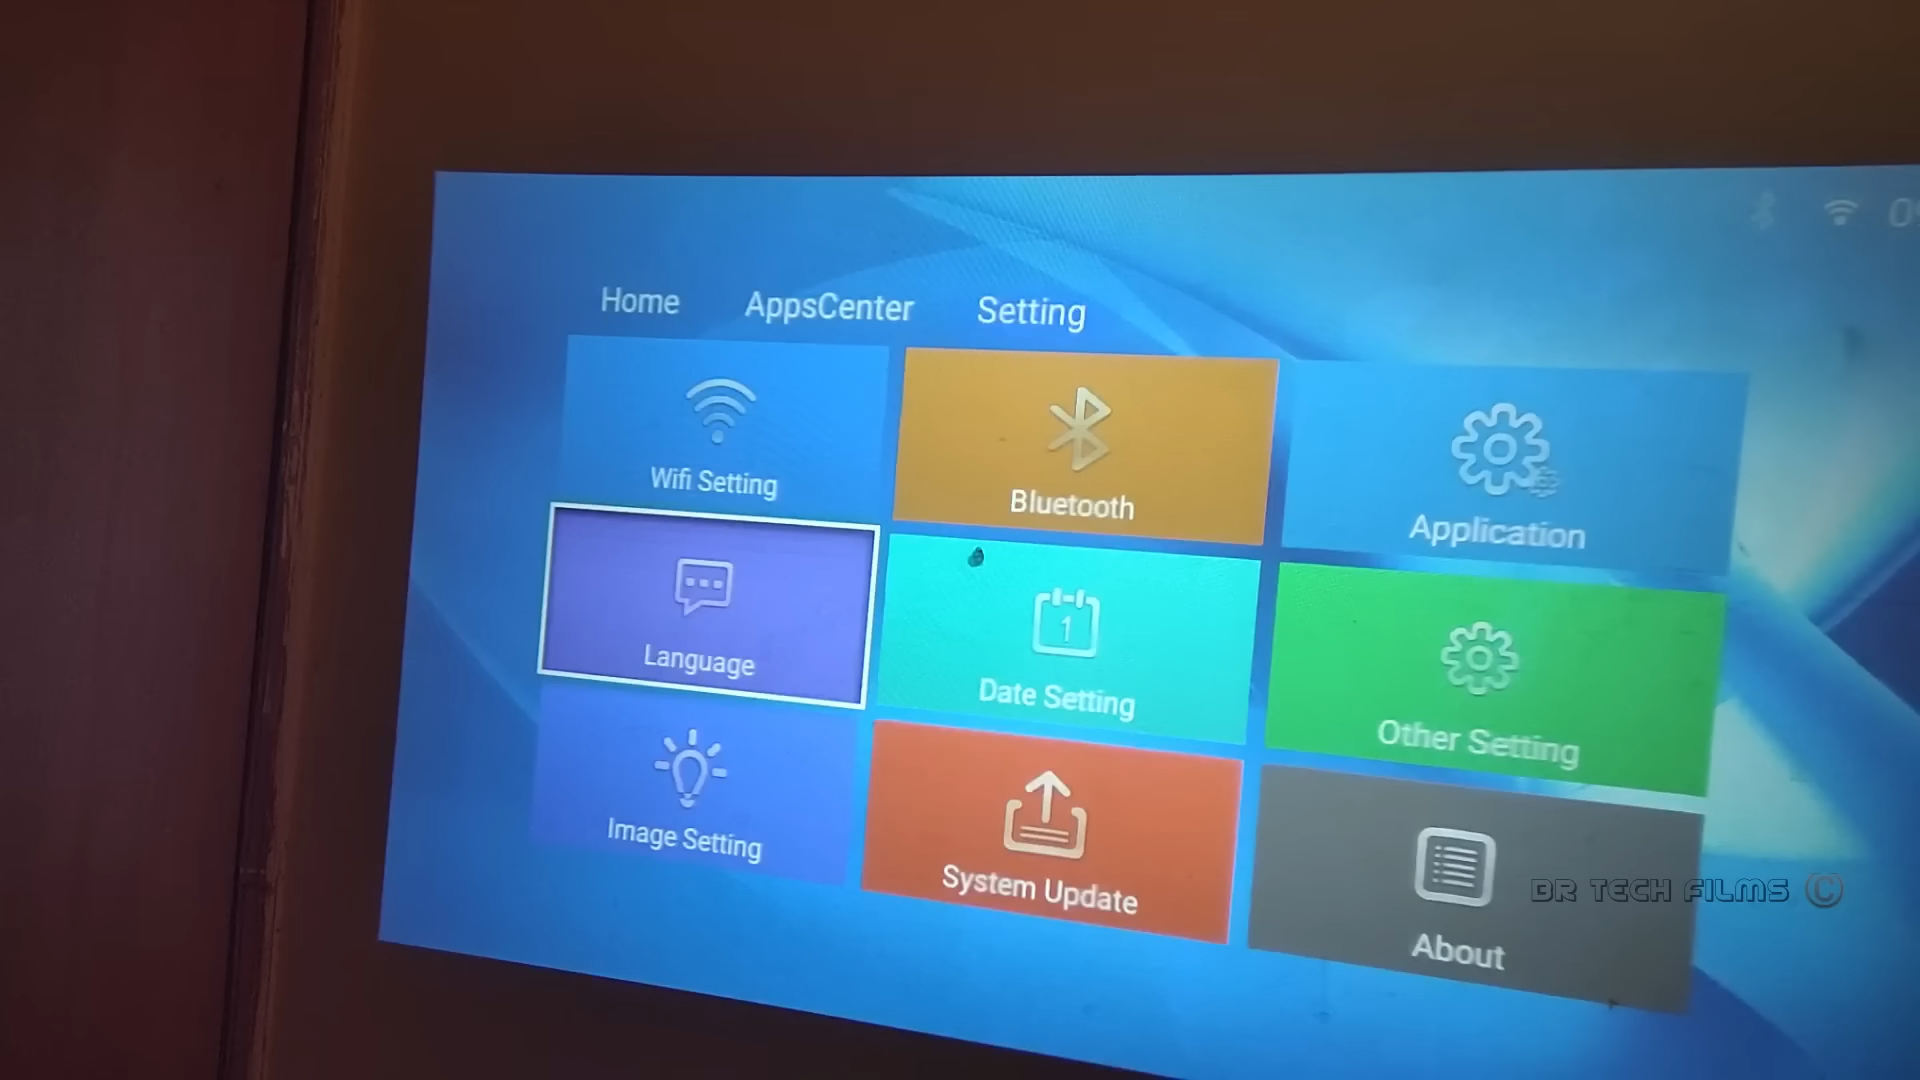 Home AppsCenter Setting
Wifi Setting
Bluetooth
Application
Language
1
Date Setting
Other Setting
Image Setting
System Update
About
DR TECH FILMS ©